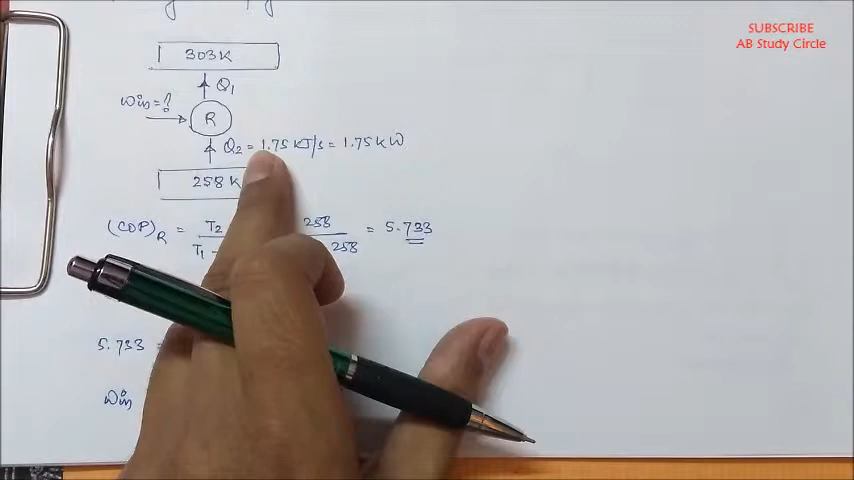 SUBSCRIBE
AB Study Circle
303K
Q1
Win = ?
R
Q2 = 1.75 KJ/s = 1.75 KW
258 K
(COP)R = T2 258 = 5.733
T1 - 258
5.733 =
Win